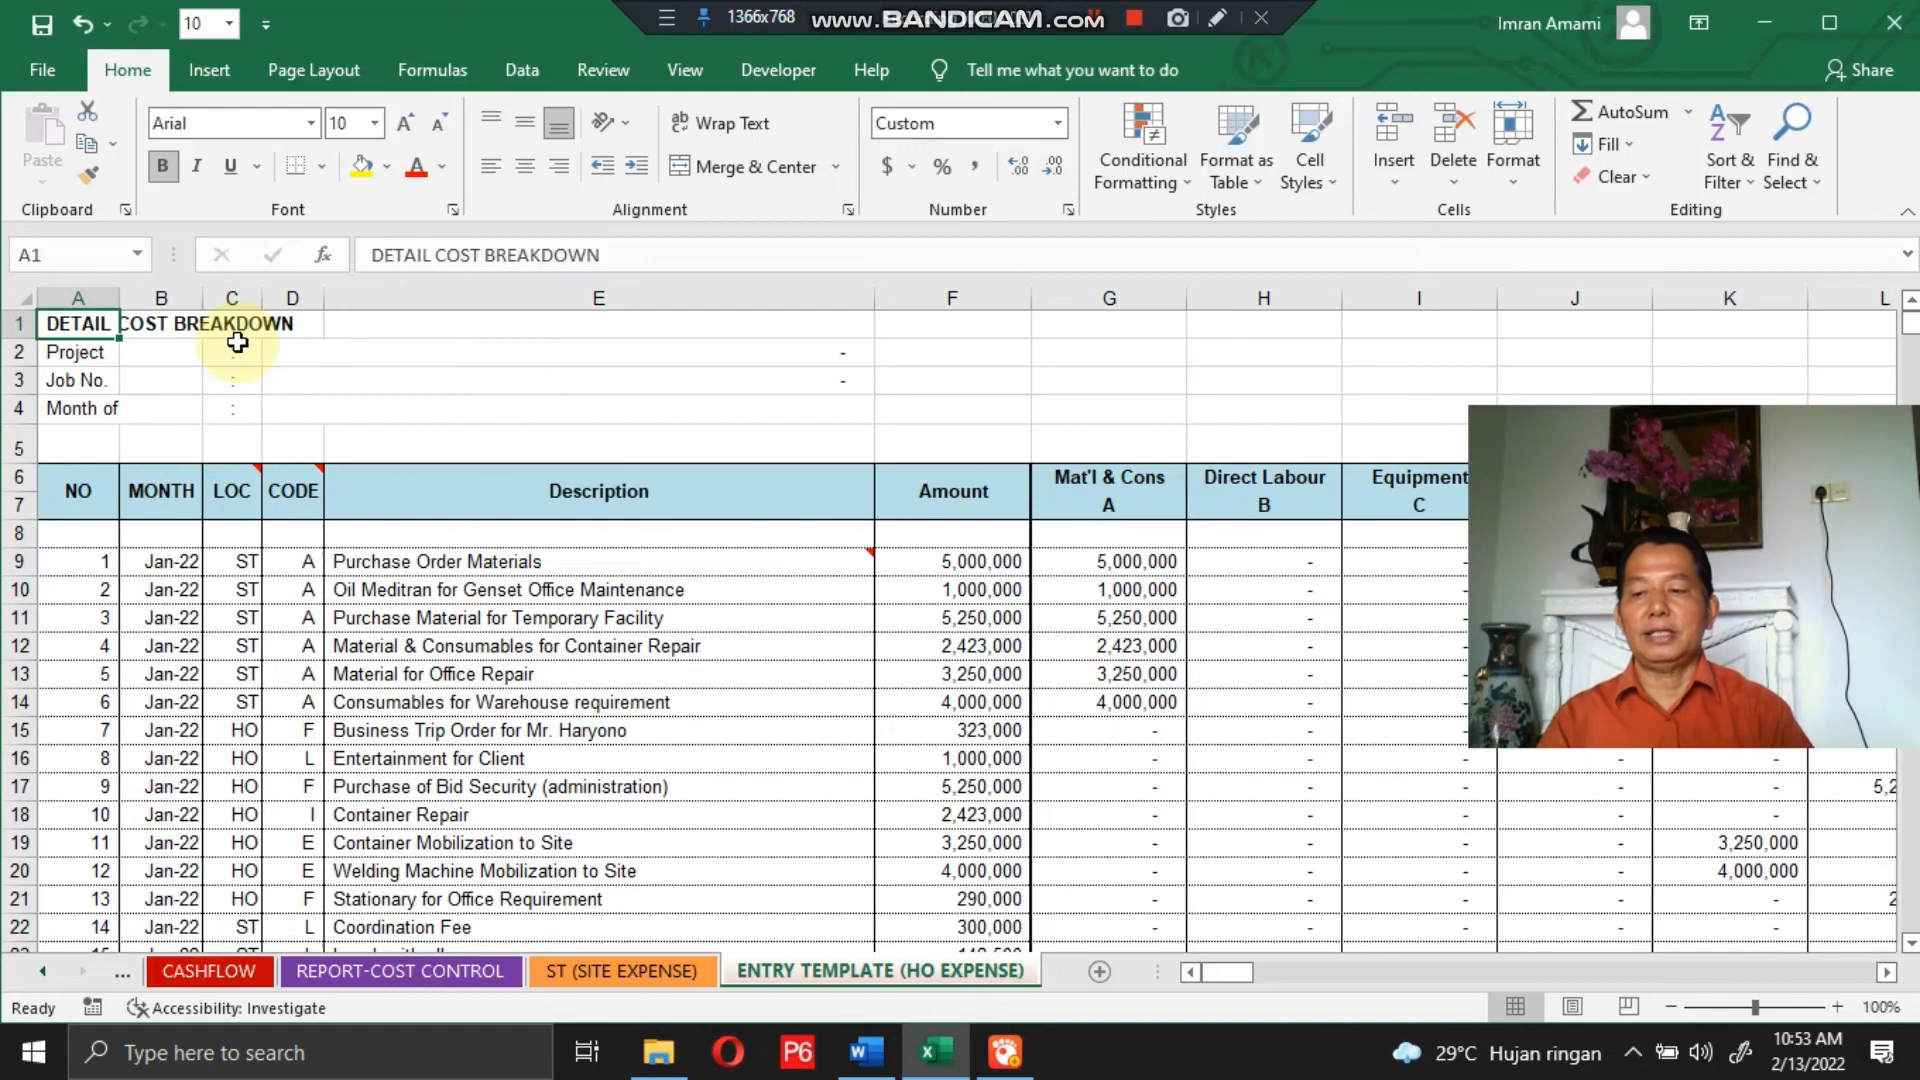 10
1366x768
www.BANDICAM.com
Imran Amami
File Home Insert Page Layout Formulas Data Review View Developer Help Tell me what you want to do Share
Paste
Clipboard
Arial 10
B I U
Font
Wrap Text
Merge & Center
Alignment
Custom
$ % ,
Number
Conditional Formatting
Format as Table
Cell Styles
Styles
Insert Delete Format
Cells
AutoSum
Fill
Clear
Sort & Filter
Find & Select
Editing
A1 fx DETAIL COST BREAKDOWN
A B C D E F G H I J K L
1 DETAIL COST BREAKDOWN
2 Project : -
3 Job No. : -
4 Month of :
5
6 7 NO MONTH LOC CODE Description Amount Mat'l & Cons A Direct Labour B Equipment C
8
9 1 Jan-22 ST A Purchase Order Materials 5,000,000 5,000,000 - -
10 2 Jan-22 ST A Oil Meditran for Genset Office Maintenance 1,000,000 1,000,000 - -
11 3 Jan-22 ST A Purchase Material for Temporary Facility 5,250,000 5,250,000 - -
12 4 Jan-22 ST A Material & Consumables for Container Repair 2,423,000 2,423,000 - -
13 5 Jan-22 ST A Material for Office Repair 3,250,000 3,250,000 - -
14 6 Jan-22 ST A Consumables for Warehouse requirement 4,000,000 4,000,000 - -
15 7 Jan-22 HO F Business Trip Order for Mr. Haryono 323,000 - - -
16 8 Jan-22 HO L Entertainment for Client 1,000,000 - - - - -
17 9 Jan-22 HO F Purchase of Bid Security (administration) 5,250,000 - - - - - 5,2
18 10 Jan-22 HO I Container Repair 2,423,000 - - - - -
19 11 Jan-22 HO E Container Mobilization to Site 3,250,000 - - - - 3,250,000
20 12 Jan-22 HO E Welding Machine Mobilization to Site 4,000,000 - - - - 4,000,000
21 13 Jan-22 HO F Stationary for Office Requirement 290,000 - - - - - 2
22 14 Jan-22 ST L Coordination Fee 300,000 - - - - -
... CASHFLOW REPORT-COST CONTROL ST (SITE EXPENSE) ENTRY TEMPLATE (HO EXPENSE)
Ready Accessibility: Investigate 100%
Type here to search P6 29°C Hujan ringan 10:53 AM
2/13/2022